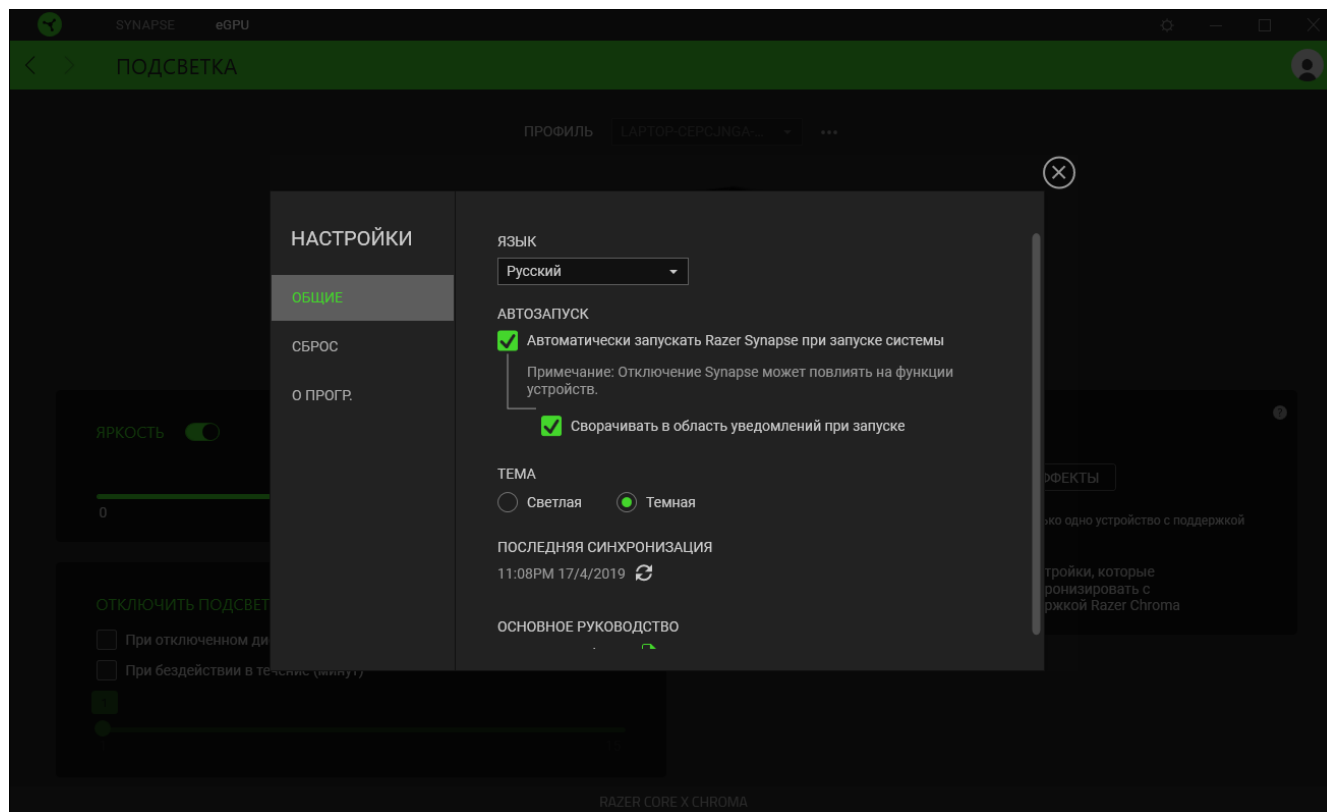 SYNAPSE eGPU
ПОДСВЕТКА
ПРОФИЛЬ LAPTOP-CEPCJNGA-...
НАСТРОЙКИ
ОБЩИЕ
СБРОС
О ПРОГР.
ЯЗЫК
Русский
АВТОЗАПУСК
Автоматически запускать Razer Synapse при запуске системы
Примечание: Отключение Synapse может повлиять на функции
устройств.
Сворачивать в область уведомлений при запуске
ТЕМА
Светлая Темная
ПОСЛЕДНЯЯ СИНХРОНИЗАЦИЯ
11:08PM 17/4/2019
ОСНОВНОЕ РУКОВОДСТВО
ЯРКОСТЬ
0
ОТКЛЮЧИТЬ ПОДСВЕТ
При отключенном ди
При бездействии в течение (минут)
ФФЕКТЫ
ько одно устройство с поддержкой
тройки, которые
ронизировать с
ржкой Razer Chroma
RAZER CORE X CHROMA